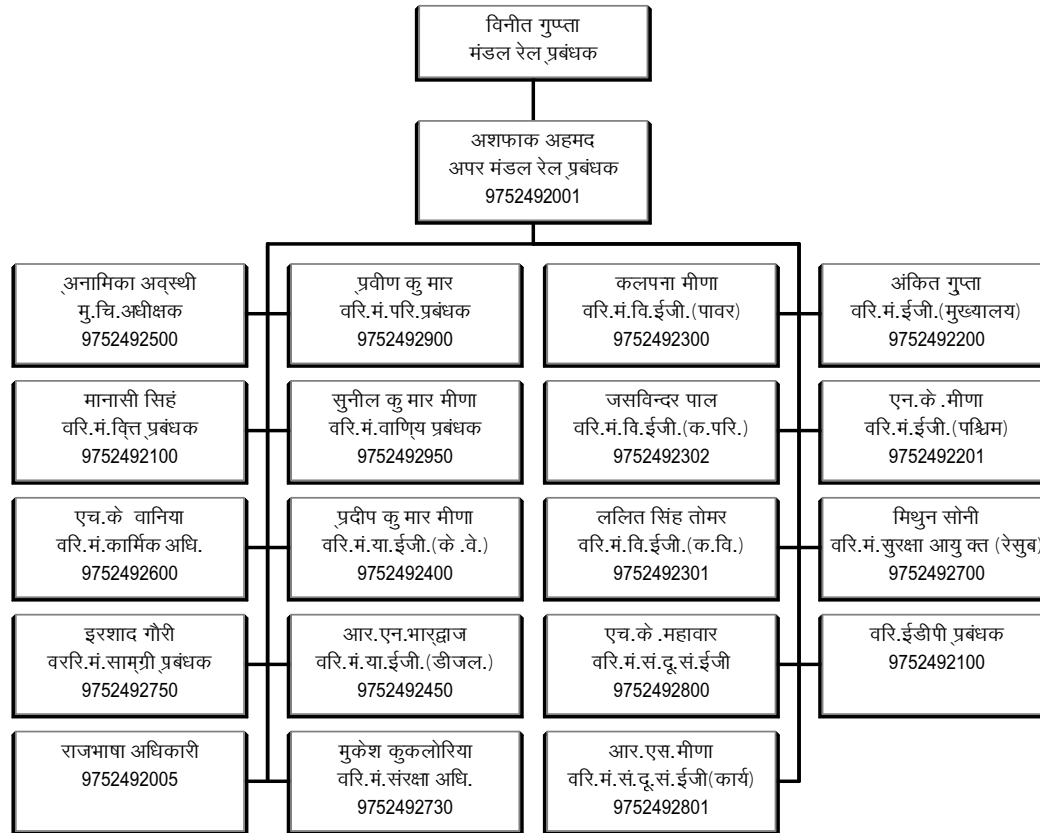 विनीत गुप्प्ता
मंडल रेल प्रबंधक
अशफाक अहमद
अपर मंडल रेल प्रबंधक
9752492001
अनामिका अव्स्थी
मु.चि.अधीक्षक
9752492500
प्रवीण कुमार
वरि.मं.परि.प्रबंधक
9752492900
कलपना मीणा
वरि.मं.वि.ईजी.(पावर)
9752492300
अंकित गुप्ता
वरि.मं.ईजी.(मुख्यालय)
9752492200
मानासी सिहं
वरि.मं.वित्त प्रबंधक
9752492100
सुनील कुमार मीणा
वरि.मं.वाणिय प्रबंधक
9752492950
जसविन्दर पाल
वरि.मं.वि.ईजी.(क.परि.)
9752492302
एन.के .मीणा
वरि.मं.ईजी.(पश्चिम)
9752492201
एच.के वानिया
वरि.मं.कार्मिक अधि.
9752492600
प्रदीप कुमार मीणा
वरि.मं.या.ईजी.(के .वे.)
9752492400
ललित सिंह तोमर
वरि.मं.वि.ईजी.(क.वि.)
9752492301
मिथुन सोनी
वरि.मं.सुरक्षा आयुक्त (रेसुब)
9752492700
इरशाद गौरी
वररि.मं.सामग्री प्रबंधक
9752492750
आर.एन.भारद्वाज
वरि.मं.या.ईजी.(डीजल.)
9752492450
एच.के .महावार
वरि.मं.सं.दू.सं.ईजी
9752492800
वरि.ईडीपी प्रबंधक
9752492100
राजभाषा अधिकारी
9752492005
मुकेश कुकलोरिया
वरि.मं.संरक्षा अधि.
9752492730
आर.एस.मीणा
वरि.मं.सं.दू.सं.ईजी(कार्य)
9752492801